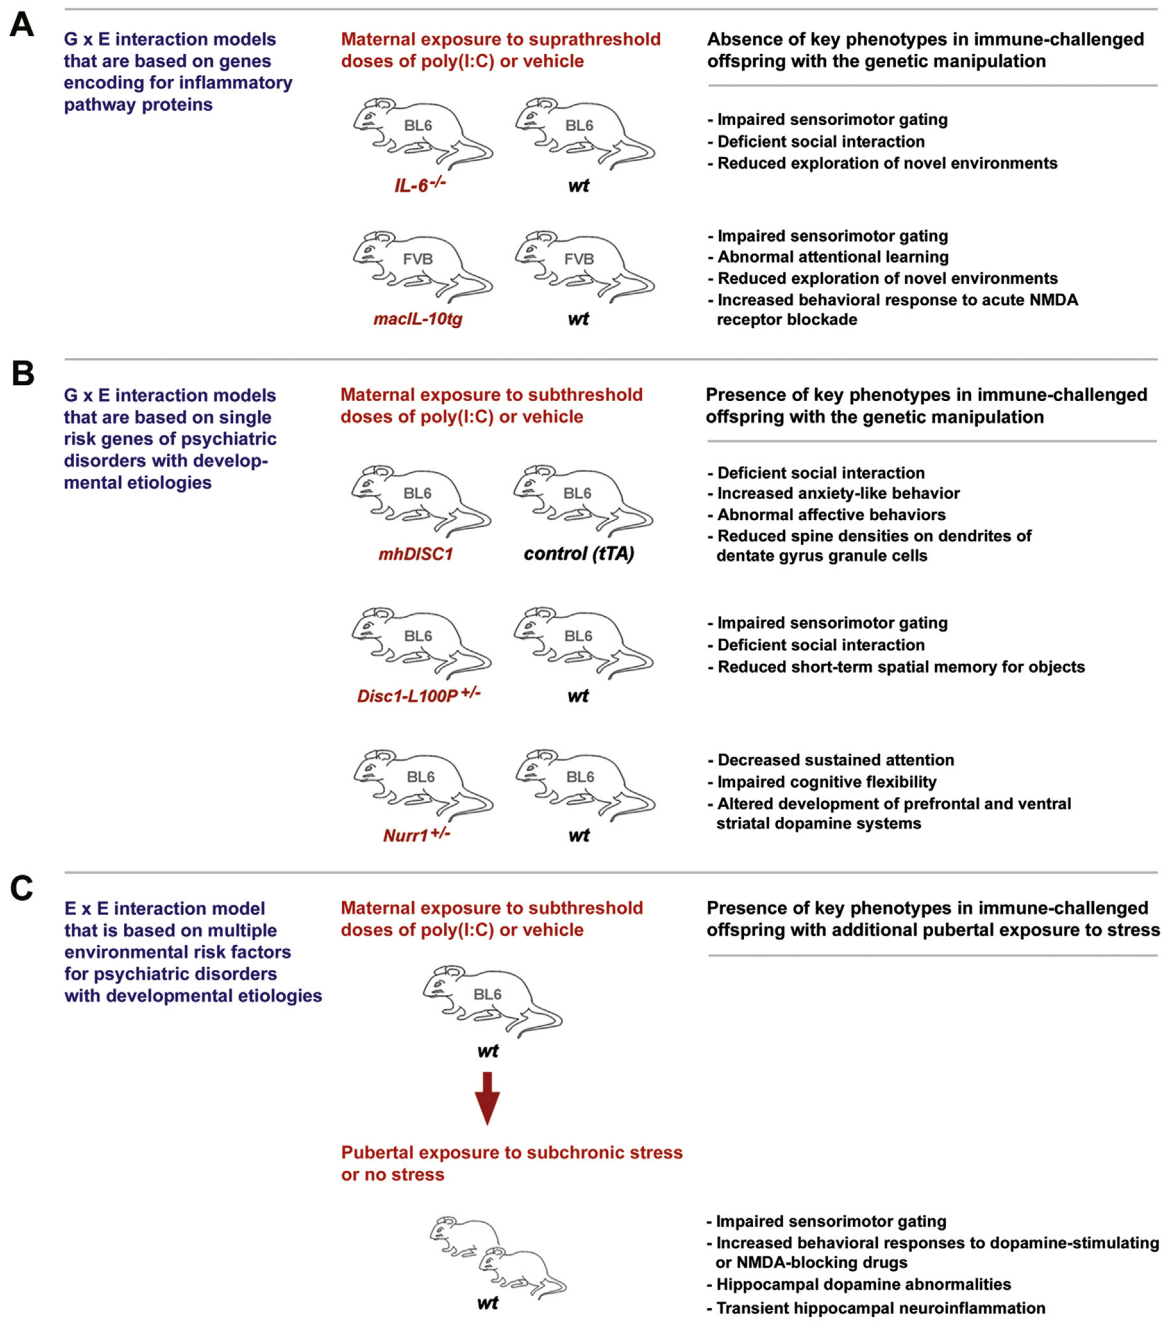 A
G x E interaction models
that are based on genes
encoding for inflammatory
pathway proteins
Maternal exposure to suprathreshold
doses of poly(I:C) or vehicle
Absence of key phenotypes in immune-challenged
offspring with the genetic manipulation
BL6
BL6
IL-6-/-
wt
- Impaired sensorimotor gating
- Deficient social interaction
- Reduced exploration of novel environments
FVB
FVB
macIL-10tg
wt
- Impaired sensorimotor gating
- Abnormal attentional learning
- Reduced exploration of novel environments
- Increased behavioral response to acute NMDA
receptor blockade
B
G x E interaction models
that are based on single
risk genes of psychiatric
disorders with develop-
mental etiologies
Maternal exposure to subthreshold
doses of poly(I:C) or vehicle
Presence of key phenotypes in immune-challenged
offspring with the genetic manipulation
BL6
BL6
mhDISC1
control (tTA)
- Deficient social interaction
- Increased anxiety-like behavior
- Abnormal affective behaviors
- Reduced spine densities on dendrites of
dentate gyrus granule cells
BL6
BL6
Disc1-L100P+/-
wt
- Impaired sensorimotor gating
- Deficient social interaction
- Reduced short-term spatial memory for objects
BL6
BL6
Nurr1+/-
wt
- Decreased sustained attention
- Impaired cognitive flexibility
- Altered development of prefrontal and ventral
striatal dopamine systems
C
E x E interaction model
that is based on multiple
environmental risk factors
for psychiatric disorders
with developmental etiologies
Maternal exposure to subthreshold
doses of poly(I:C) or vehicle
Presence of key phenotypes in immune-challenged
offspring with additional pubertal exposure to stress
BL6
wt
Pubertal exposure to subchronic stress
or no stress
wt
- Impaired sensorimotor gating
- Increased behavioral responses to dopamine-stimulating
or NMDA-blocking drugs
- Hippocampal dopamine abnormalities
- Transient hippocampal neuroinflammation